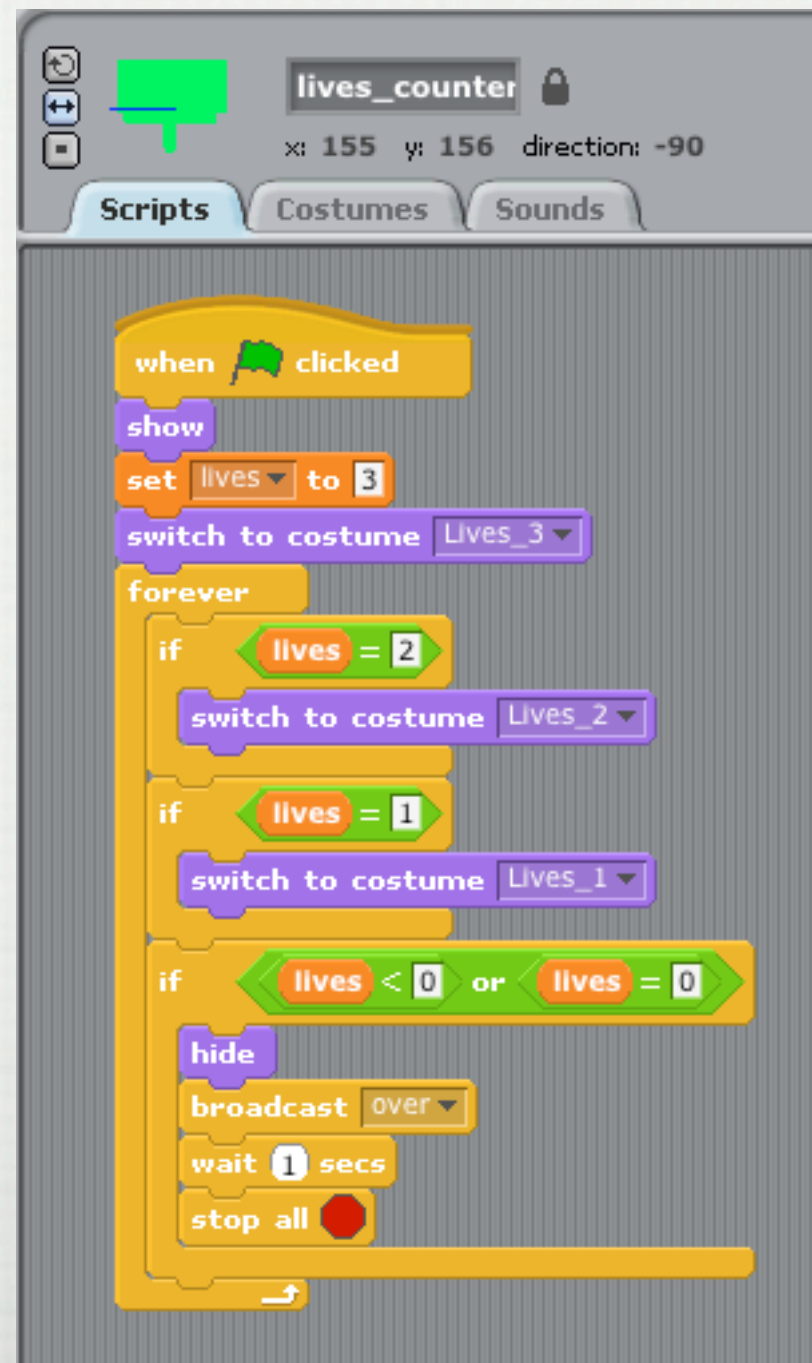 lives_counter
x: 155 y: 156 direction: -90
Scripts Costumes Sounds
when clicked
show
set lives to 3
switch to costume Lives_3
forever
if lives = 2
switch to costume Lives_2
if lives = 1
switch to costume Lives_1
if lives < 0 or lives = 0
hide
broadcast over
wait 1 secs
stop all